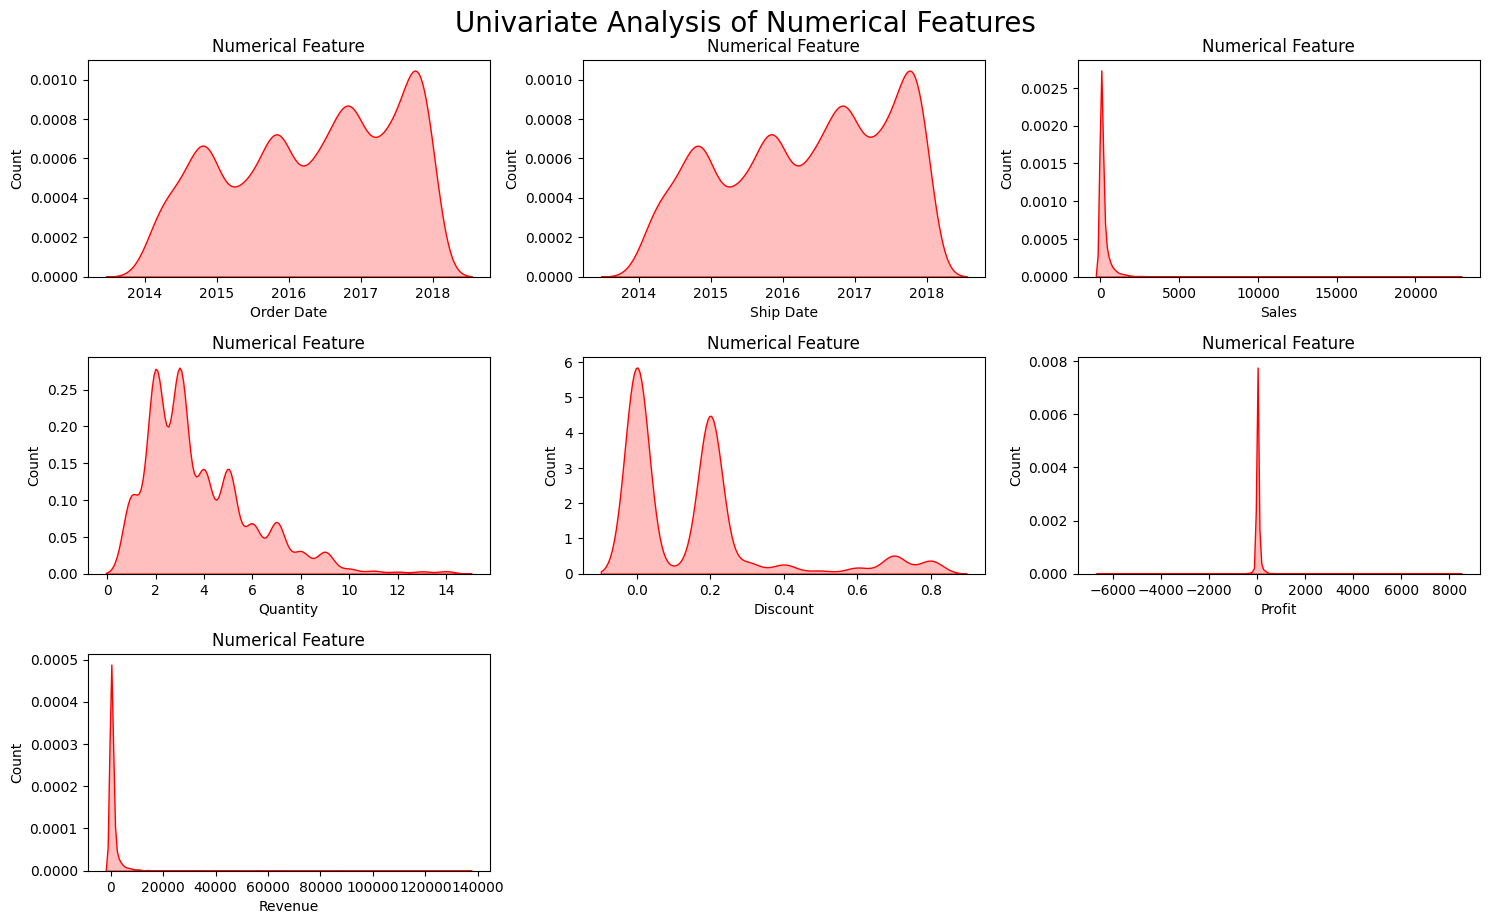 Univariate Analysis of Numerical Features
Numerical Feature
Count
0.0010
0.0008
0.0006
0.0004
0.0002
0.0000
2014 2015 2016 2017 2018
Order Date
Numerical Feature
Count
0.0010
0.0008
0.0006
0.0004
0.0002
0.0000
2014 2015 2016 2017 2018
Ship Date
Numerical Feature
Count
0.0025
0.0020
0.0015
0.0010
0.0005
0.0000
0 5000 10000 15000 20000
Sales
Numerical Feature
Count
0.25
0.20
0.15
0.10
0.05
0.00
0 2 4 6 8 10 12 14
Quantity
Numerical Feature
Count
6
5
4
3
2
1
0
0.0 0.2 0.4 0.6 0.8
Discount
Numerical Feature
Count
0.008
0.006
0.004
0.002
0.000
−6000 −4000 −2000 0 2000 4000 6000 8000
Profit
Numerical Feature
Count
0.0005
0.0004
0.0003
0.0002
0.0001
0.0000
0 20000 40000 60000 80000 100000 120000 140000
Revenue